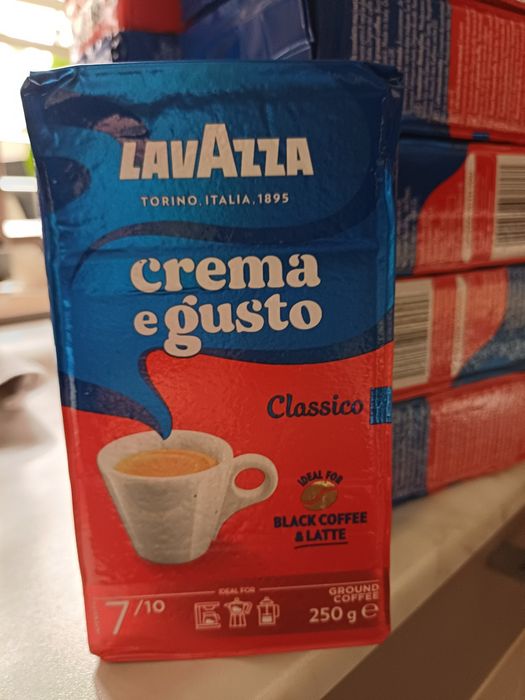 LAVAZZA
TORINO, ITALIA, 1895
crema
e gusto
Classico
IDEAL FOR
BLACK COFFEE
& LATTE
7/10
IDEAL FOR
GROUND
COFFEE
250 g e